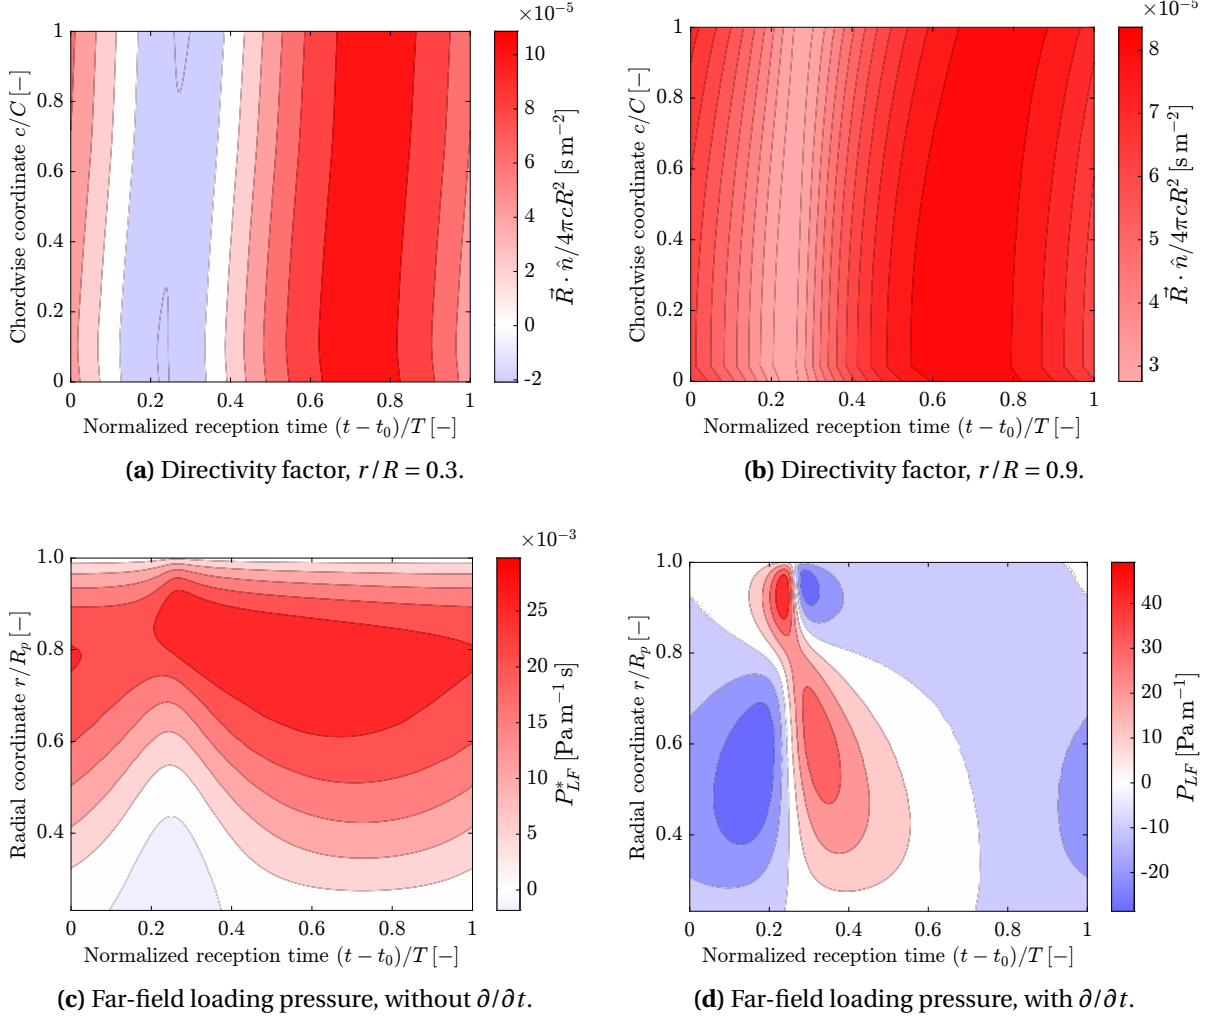 ×10⁻⁵
1
0.8
0.6
0.4
0.2
0
Chordwise coordinate c/C [−]
0 0.2 0.4 0.6 0.8 1
Normalized reception time (t − t₀)/T [−]
10
8
6
4
2
0
-2
R⃗ · n̂/4πcR² [s m⁻²]
(a) Directivity factor, r/R = 0.3.
×10⁻⁵
1
0.8
0.6
0.4
0.2
0
Chordwise coordinate c/C [−]
0 0.2 0.4 0.6 0.8 1
Normalized reception time (t − t₀)/T [−]
8
7
6
5
4
3
R⃗ · n̂/4πcR² [s m⁻²]
(b) Directivity factor, r/R = 0.9.
×10⁻³
1.0
0.8
0.6
0.4
Radial coordinate r/Rₚ [−]
0 0.2 0.4 0.6 0.8 1
Normalized reception time (t − t₀)/T [−]
25
20
15
10
5
0
P*_LF [Pa m⁻¹ s]
(c) Far-field loading pressure, without ∂/∂t.
1.0
0.8
0.6
0.4
Radial coordinate r/Rₚ [−]
0 0.2 0.4 0.6 0.8 1
Normalized reception time (t − t₀)/T [−]
40
30
20
10
0
-10
-20
P_LF [Pa m⁻¹]
(d) Far-field loading pressure, with ∂/∂t.